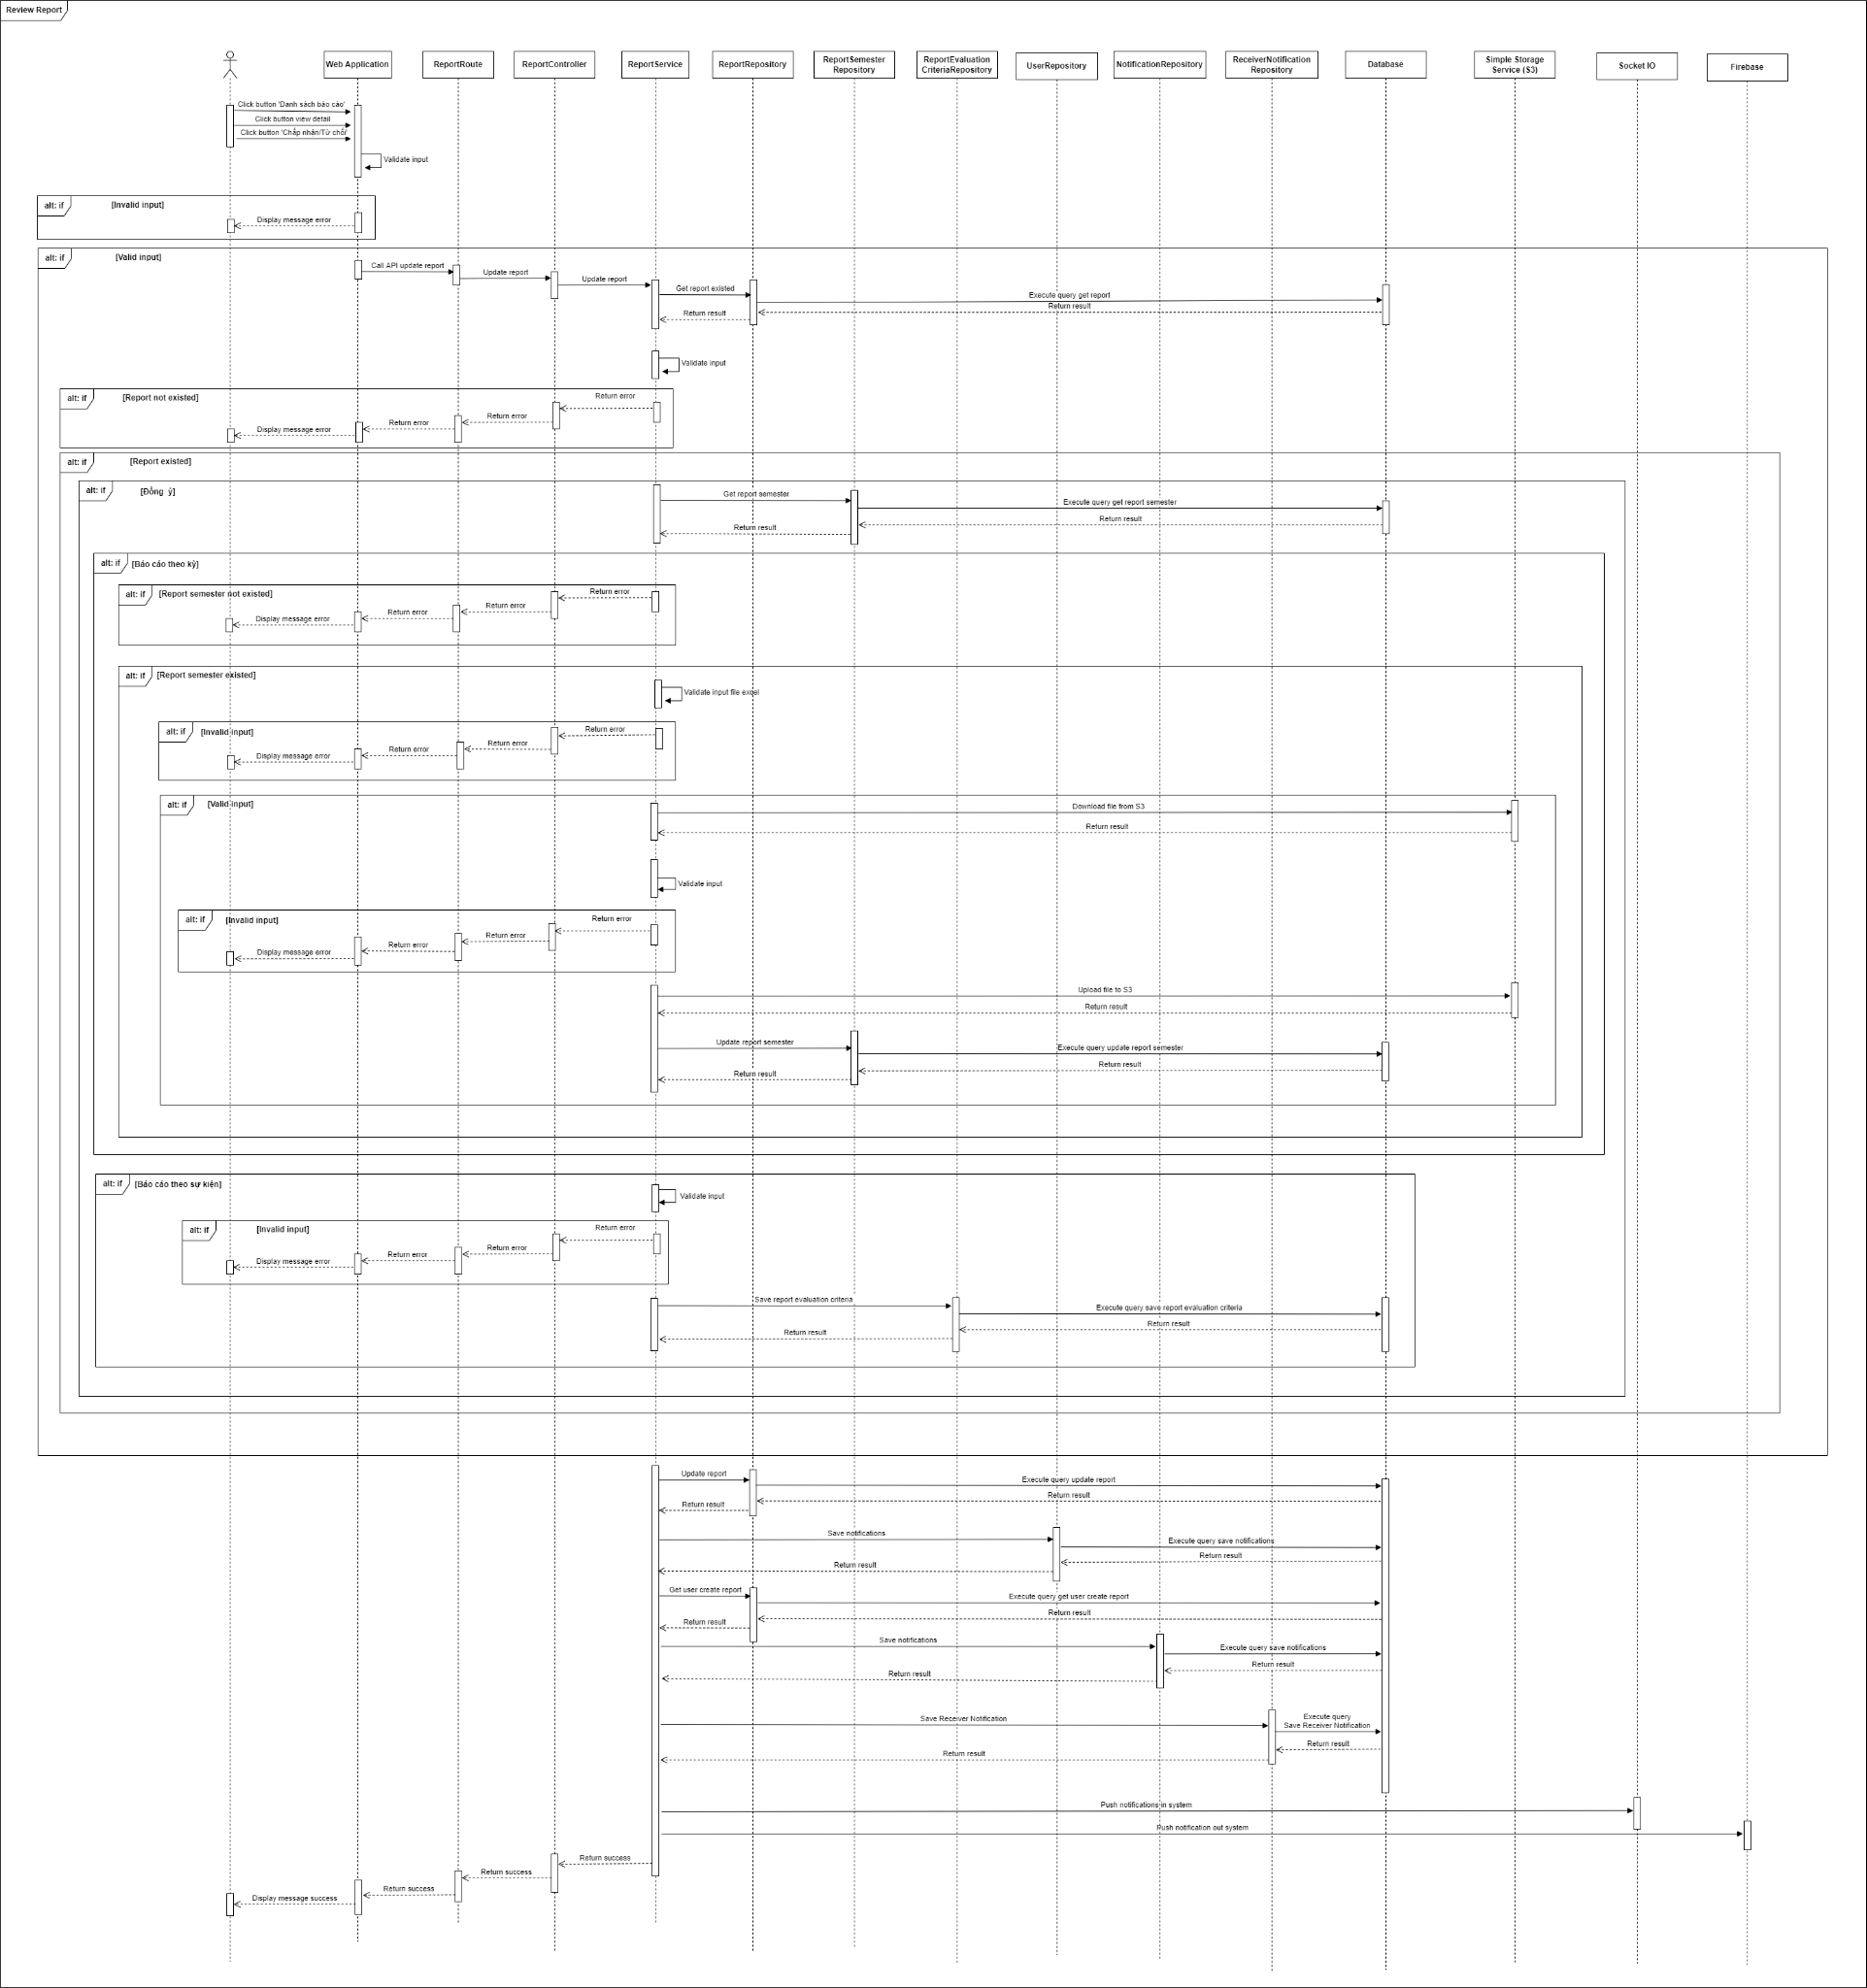 Review Report
Web Application
ReportRoute
ReportController
ReportService
ReportRepository
ReportSemester
Repository
ReportEvaluation
CriteriaRepository
UserRepository
NotificationRepository
ReceiverNotification
Repository
Database
Simple Storage
Service (S3)
Socket IO
Firebase
Click button 'Danh sách báo cáo'
Click button view detail
Click button 'Chấp nhận/Từ chối'
Validate input
alt: if
[Invalid input]
Display message error
alt: if
[Valid input]
Call API update report
Update report
Update report
Get report existed
Execute query get report
Return result
Return result
Validate input
alt: if
[Report not existed]
Return error
Return error
Return error
Display message error
alt: if
[Report existed]
alt: if
[Đồng ý]
Get report semester
Execute query get report semester
Return result
Return result
alt: if
[Báo cáo theo kỳ]
alt: if
[Report semester not existed]
Return error
Return error
Return error
Display message error
alt: if
[Report semester existed]
Validate input file excel
alt: if
[Invalid input]
Return error
Return error
Return error
Display message error
alt: if
[Valid input]
Download file from S3
Return result
Validate input
alt: if
[Invalid input]
Return error
Return error
Return error
Display message error
Upload file to S3
Return result
Update report semester
Execute query update report semester
Return result
Return result
alt: if
[Báo cáo theo sự kiện]
Validate input
alt: if
[Invalid input]
Return error
Return error
Return error
Display message error
Save report evaluation criteria
Execute query save report evaluation criteria
Return result
Return result
Update report
Execute query update report
Return result
Return result
Save notifications
Execute query save notifications
Return result
Return result
Get user create report
Execute query get user create report
Return result
Return result
Save notifications
Execute query save notifications
Return result
Return result
Save Receiver Notification
Execute query
Save Receiver Notification
Return result
Return result
Push notifications in system
Push notification out system
Return success
Return success
Return success
Display message success